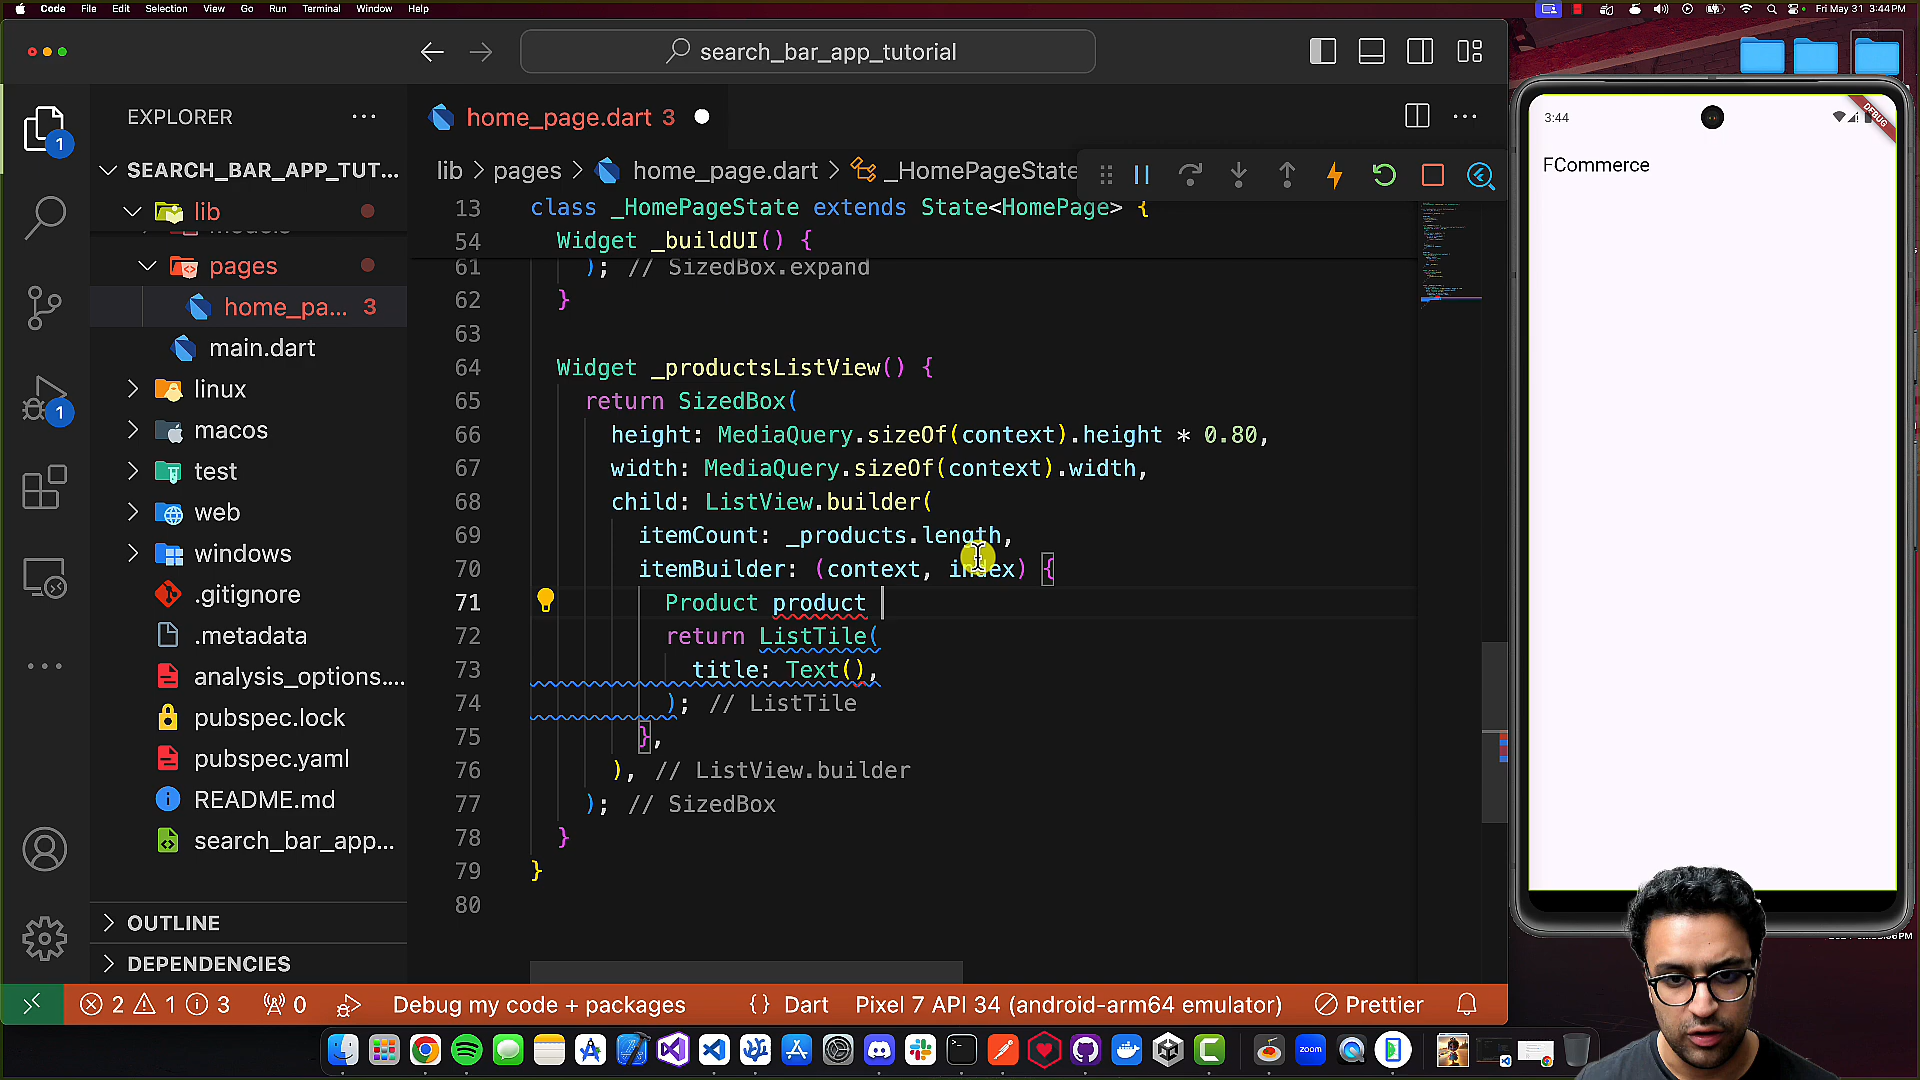 Code File Edit Selection View Go Run Terminal Window Help
Fri May 31 3:44 PM
search_bar_app_tutorial
EXPLORER
SEARCH_BAR_APP_TUT...
lib
pages
home_pa... 3
main.dart
linux
macos
test
web
windows
.gitignore
.metadata
analysis_options....
pubspec.lock
pubspec.yaml
README.md
search_bar_app...
OUTLINE
DEPENDENCIES
1
1
home_page.dart 3
lib > pages > home_page.dart > _HomePageState
13 class _HomePageState extends State<HomePage> {
54 Widget _buildUI() {
61 ); // SizedBox.expand
62 }
63
64 Widget _productsListView() {
65 return SizedBox(
66 height: MediaQuery.sizeOf(context).height * 0.80,
67 width: MediaQuery.sizeOf(context).width,
68 child: ListView.builder(
69 itemCount: _products.length,
70 itemBuilder: (context, index) {
71 Product product
72 return ListTile(
73 title: Text(),
74 ); // ListTile
75 },
76 ), // ListView.builder
77 ); // SizedBox
78 }
79 }
80
2 1 3 0 Debug my code + packages {} Dart Pixel 7 API 34 (android-arm64 emulator) Prettier
3:44
DEBUG
FCommerce
zoom